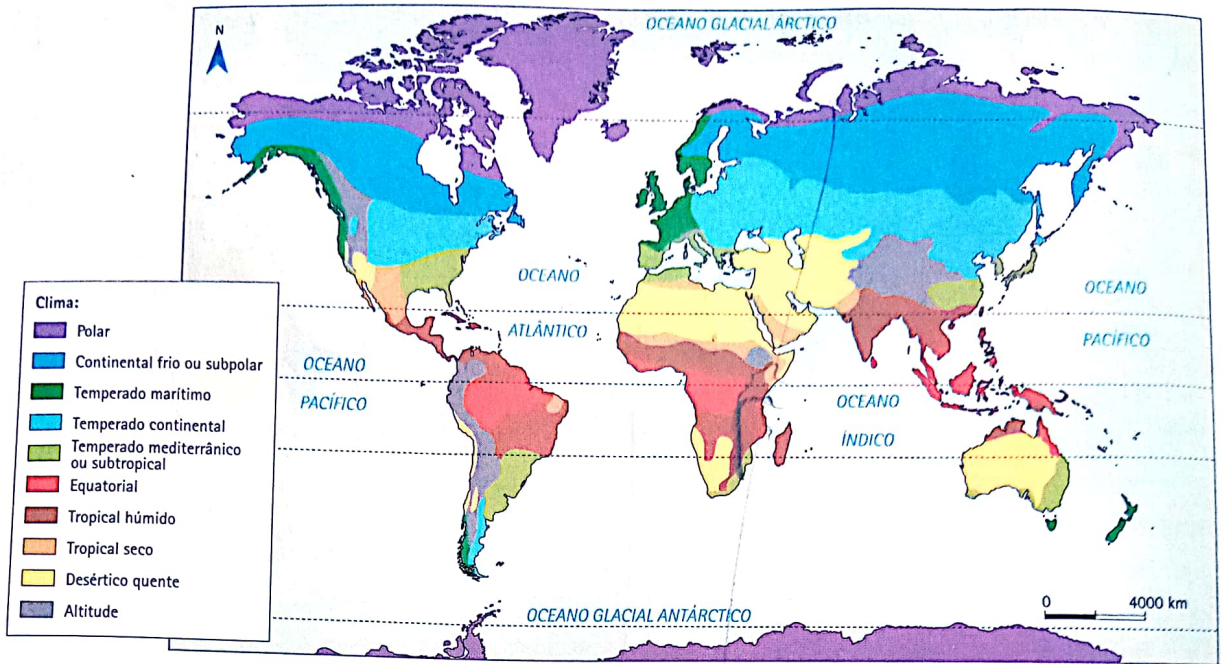 OCEANO GLACIAL ÁRCTICO
N
OCEANO
ATLÂNTICO
OCEANO
PACÍFICO
OCEANO
PACÍFICO
OCEANO
ÍNDICO
Clima:
Polar
Continental frio ou subpolar
Temperado marítimo
Temperado continental
Temperado mediterrânico
ou subtropical
Equatorial
Tropical húmido
Tropical seco
Desértico quente
Altitude
OCEANO GLACIAL ANTÁRCTICO
0 4000 km